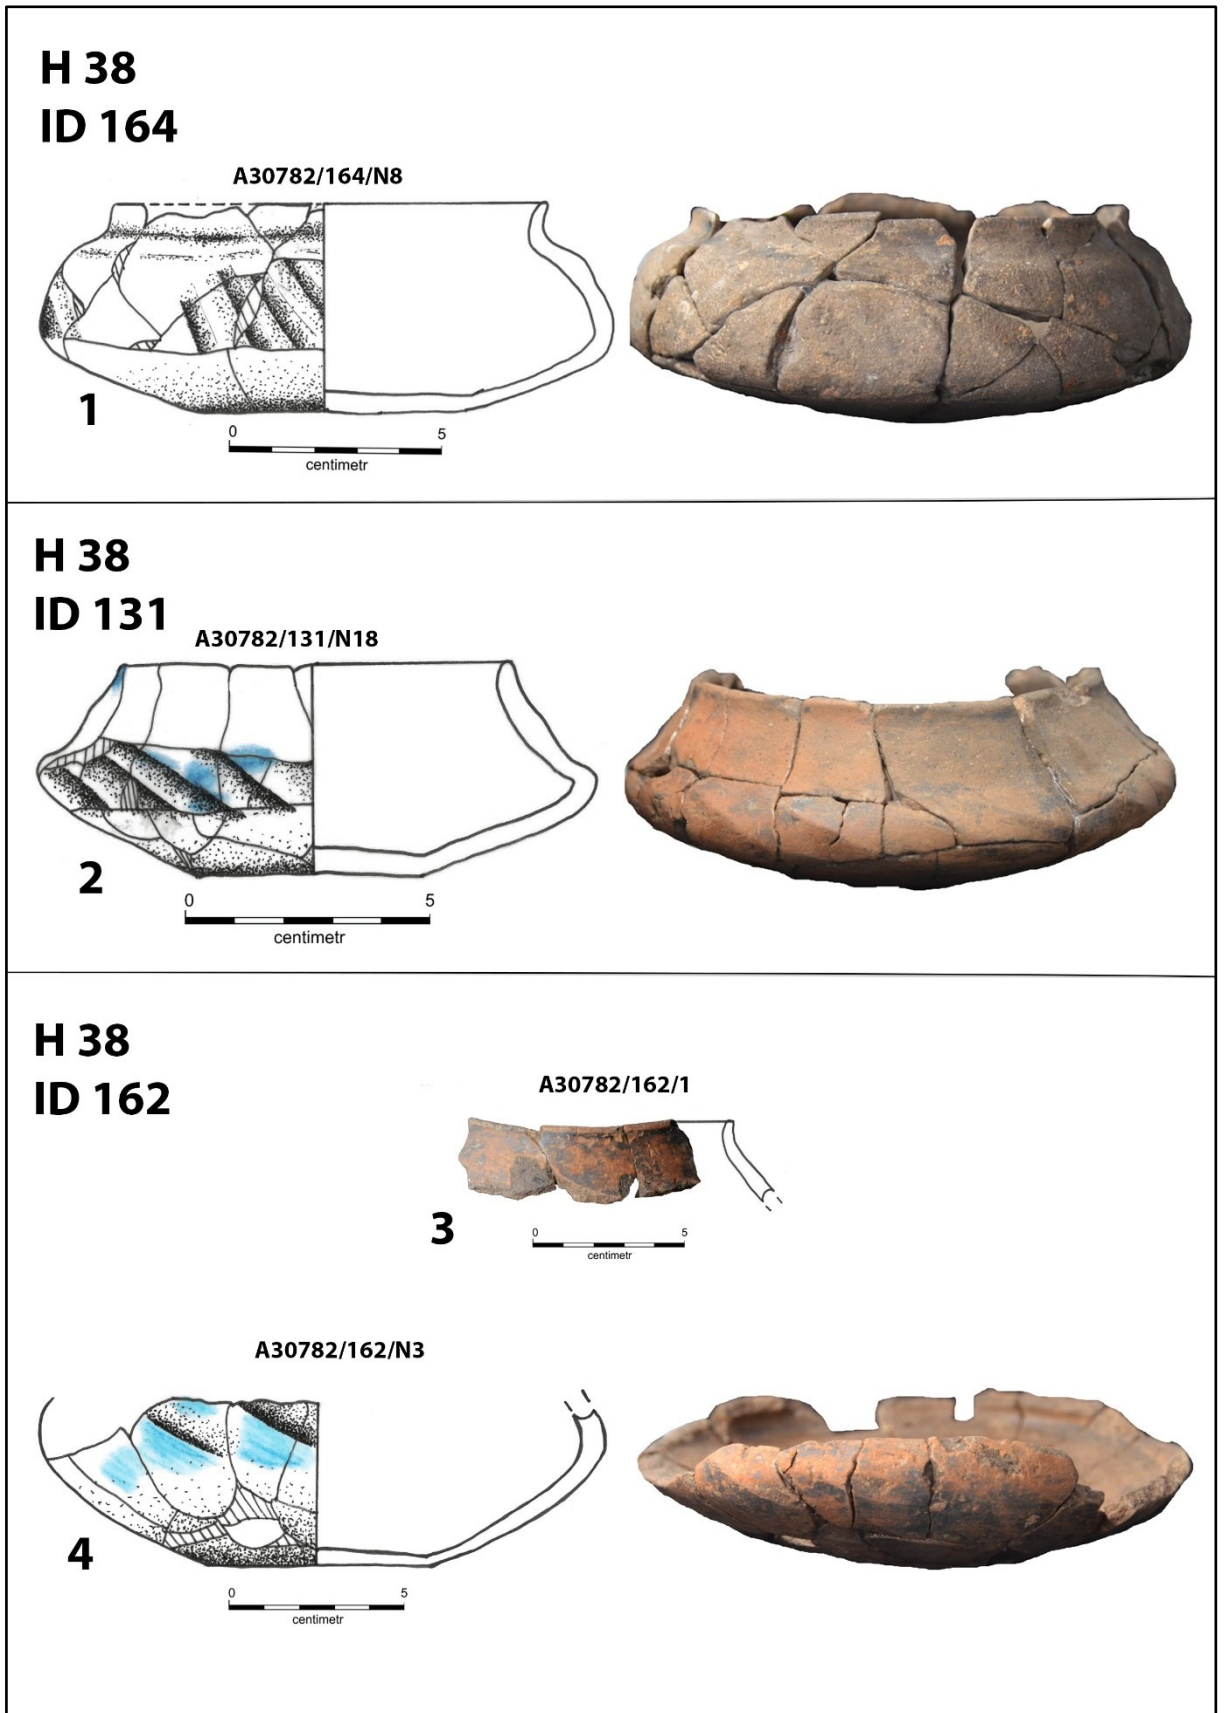 H 38
ID 164
A30782/164/N8
1
0 5
centimetr
H 38
ID 131
A30782/131/N18
2
0 5
centimetr
H 38
ID 162
A30782/162/1
3
0 5
centimetr
A30782/162/N3
4
0 5
centimetr